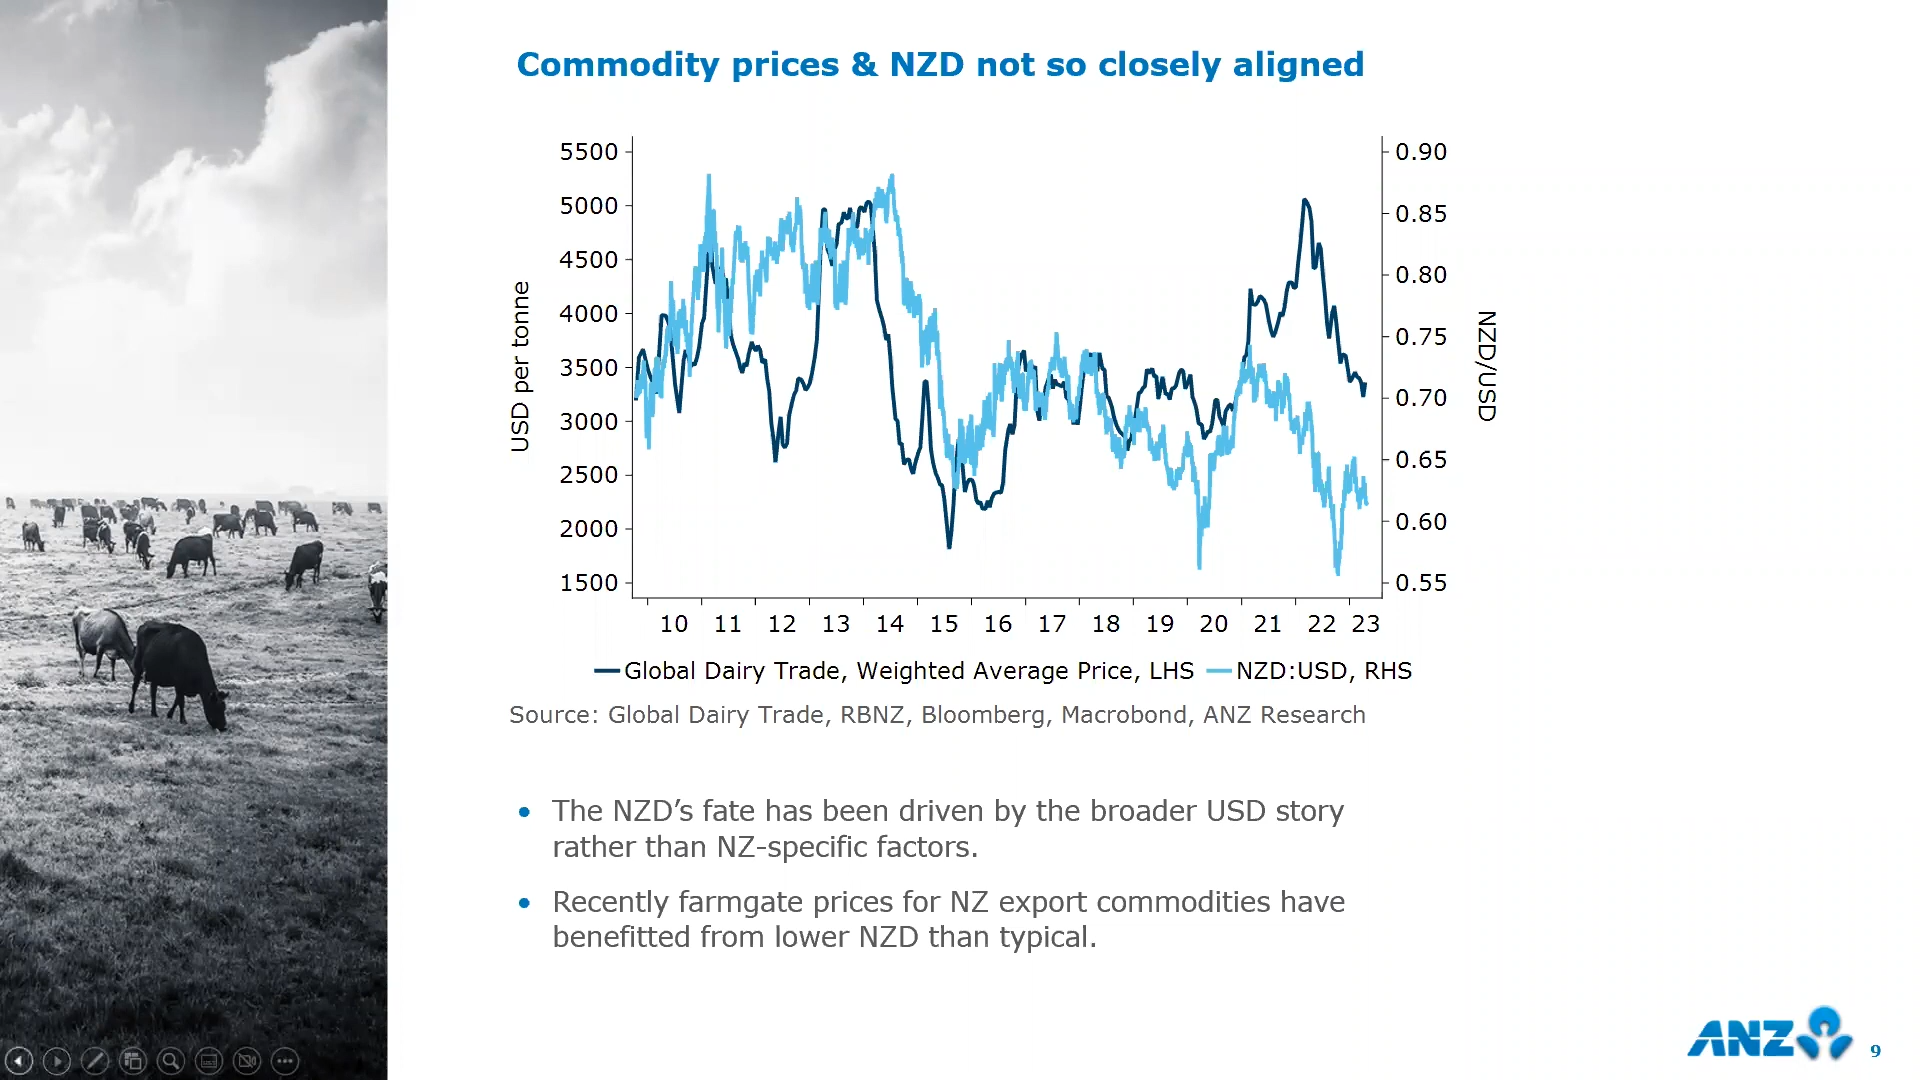 Commodity prices & NZD not so closely aligned
5500
5000
4500
4000
3500
3000
2500
2000
1500
USD per tonne
0.90
0.85
0.80
0.75
0.70
0.65
0.60
0.55
NZD/USD
10 11 12 13 14 15 16 17 18 19 20 21 22 23
Global Dairy Trade, Weighted Average Price, LHS NZD:USD, RHS
Source: Global Dairy Trade, RBNZ, Bloomberg, Macrobond, ANZ Research
• The NZD’s fate has been driven by the broader USD story
rather than NZ-specific factors.
• Recently farmgate prices for NZ export commodities have
benefitted from lower NZD than typical.
ANZ
9